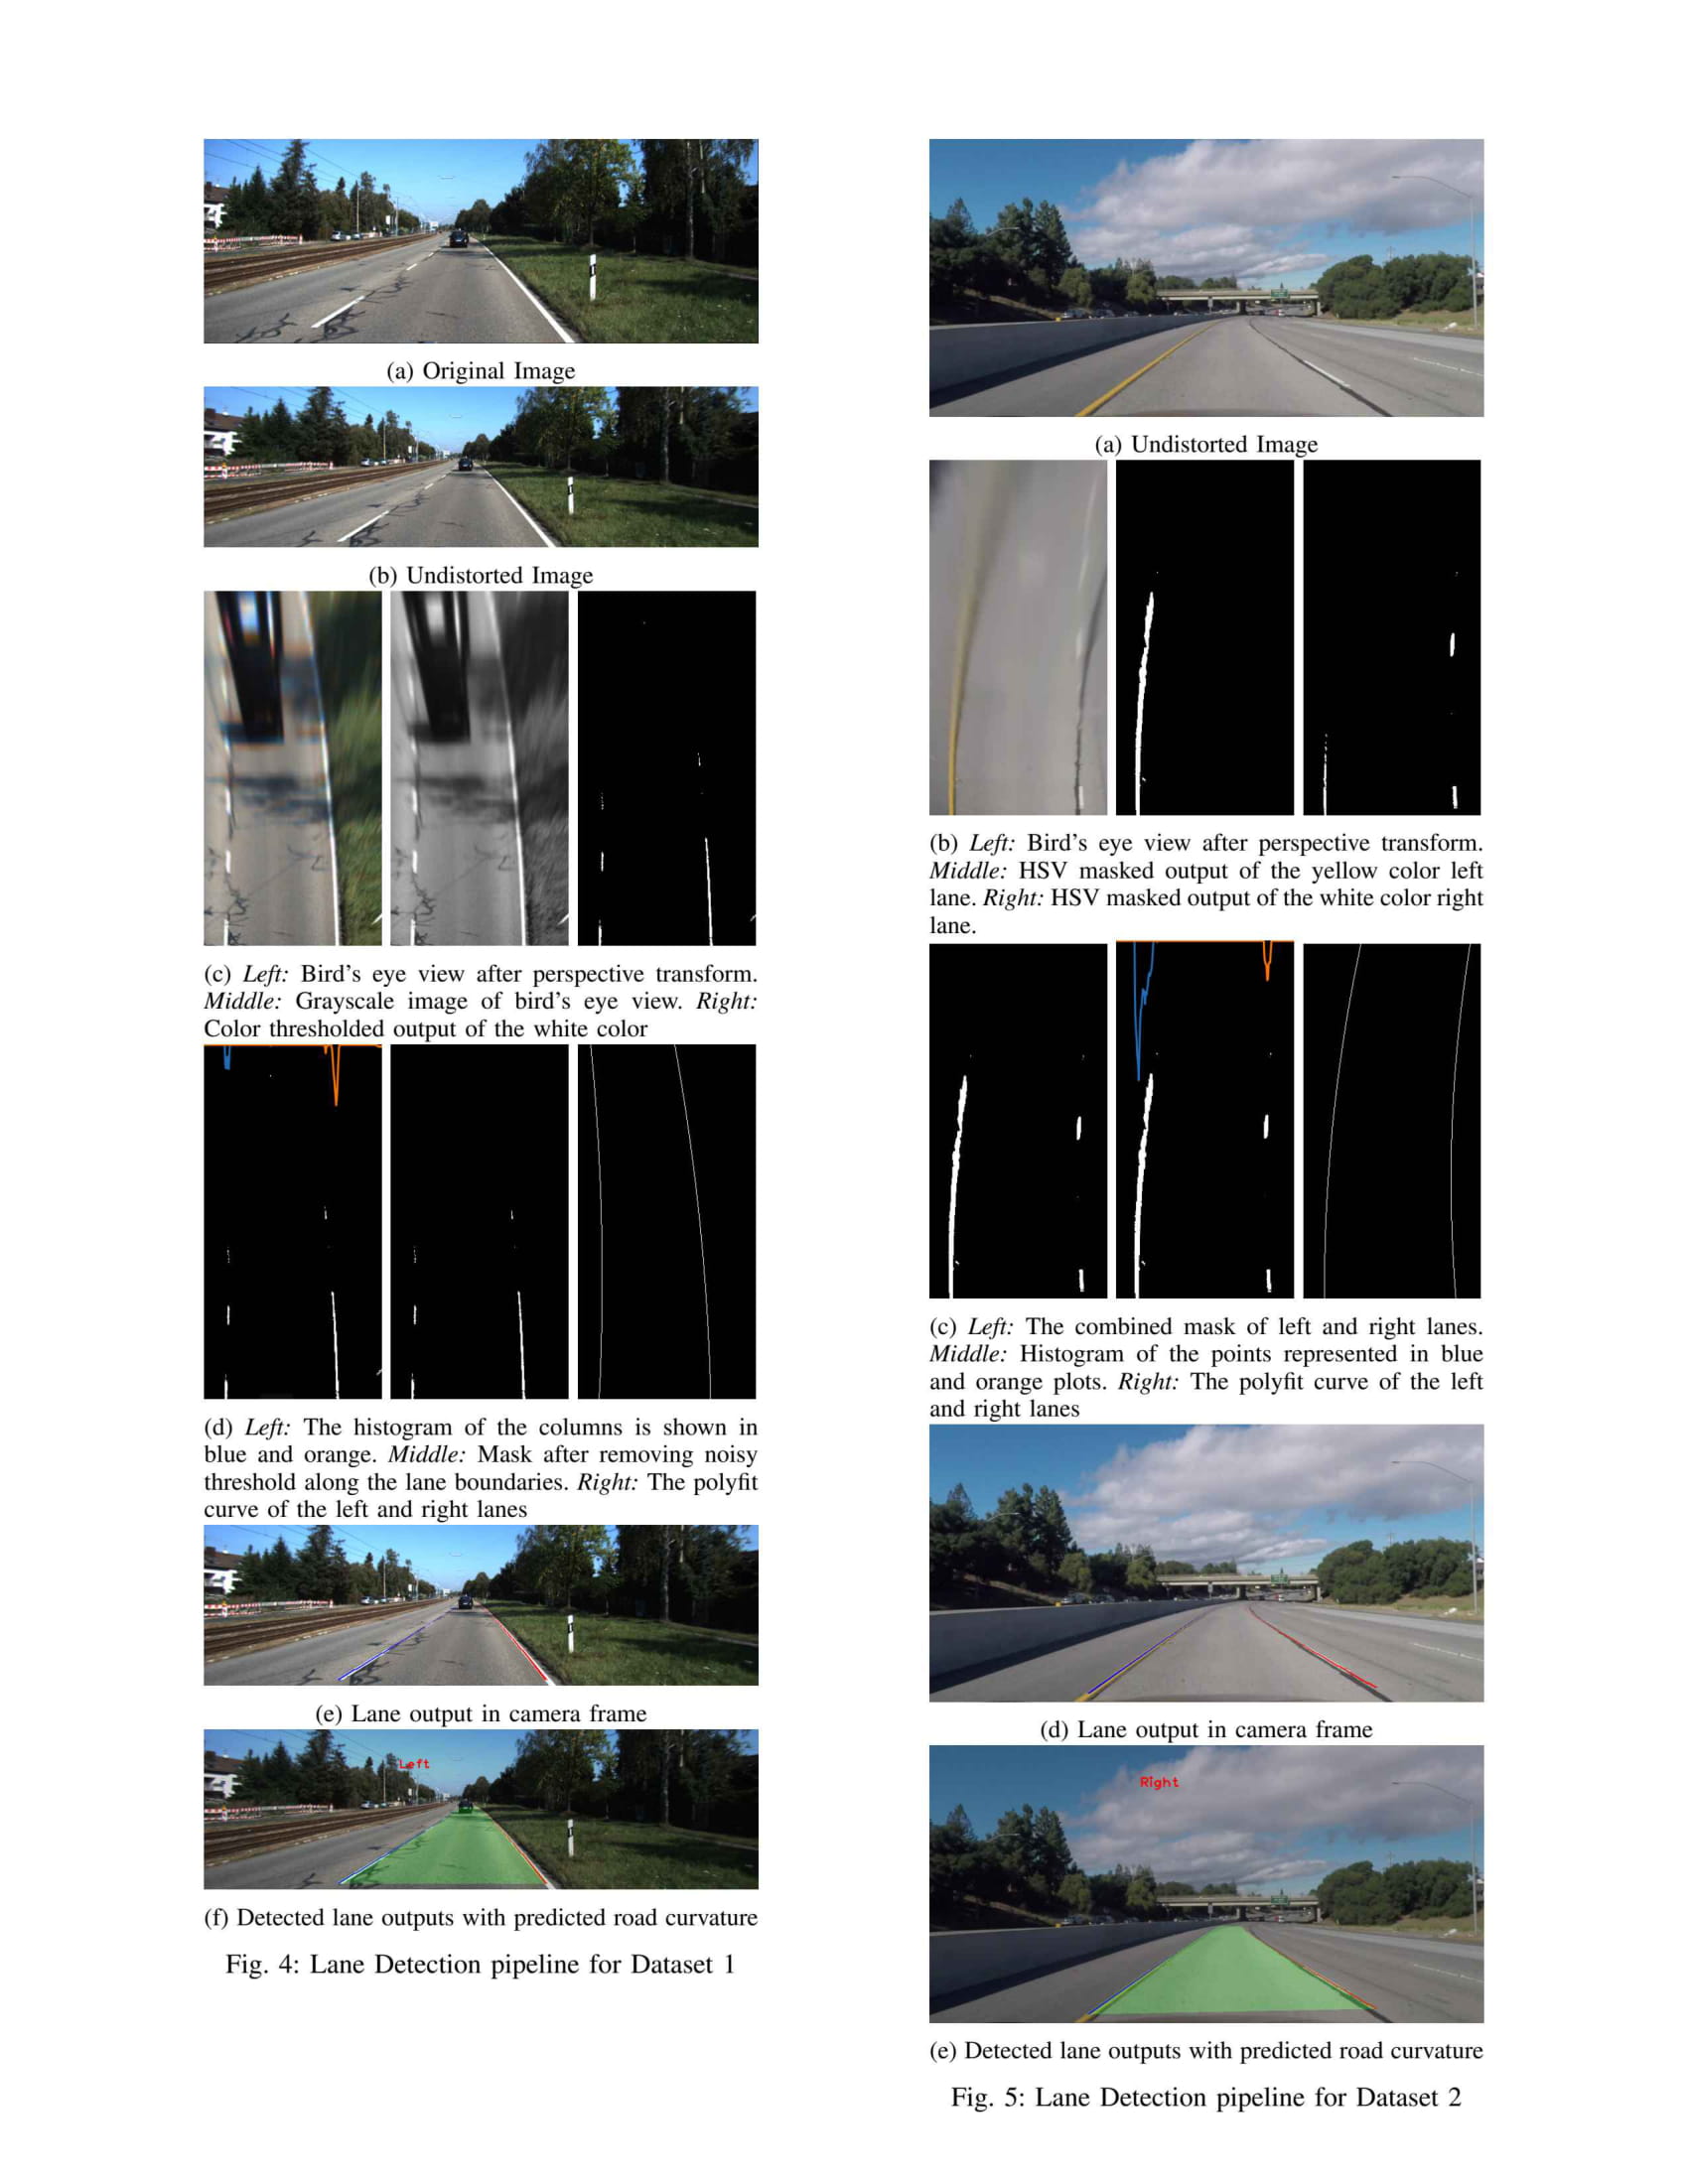 (a) Original Image
(b) Undistorted Image
(c) Left: Bird's eye view after perspective transform.
Middle: Grayscale image of bird's eye view. Right:
Color thresholded output of the white color
(d) Left: The histogram of the columns is shown in
blue and orange. Middle: Mask after removing noisy
threshold along the lane boundaries. Right: The polyfit
curve of the left and right lanes
(e) Lane output in camera frame
Left
(f) Detected lane outputs with predicted road curvature
Fig. 4: Lane Detection pipeline for Dataset 1
(a) Undistorted Image
(b) Left: Bird's eye view after perspective transform.
Middle: HSV masked output of the yellow color left
lane. Right: HSV masked output of the white color right
lane.
(c) Left: The combined mask of left and right lanes.
Middle: Histogram of the points represented in blue
and orange plots. Right: The polyfit curve of the left
and right lanes
(d) Lane output in camera frame
Right
(e) Detected lane outputs with predicted road curvature
Fig. 5: Lane Detection pipeline for Dataset 2